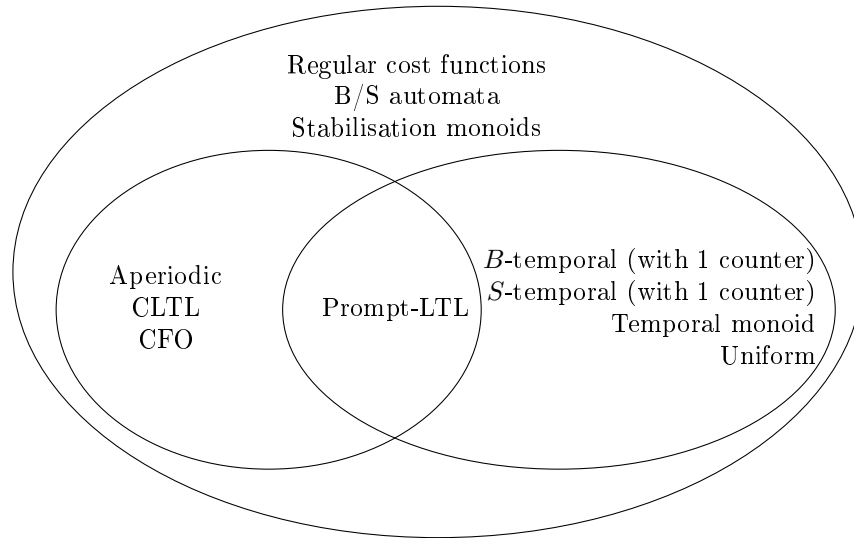 Regular cost functions
B/S automata
Stabilisation monoids
Aperiodic
CLTL
CFO
Prompt-LTL
B-temporal (with 1 counter)
S-temporal (with 1 counter)
Temporal monoid
Uniform